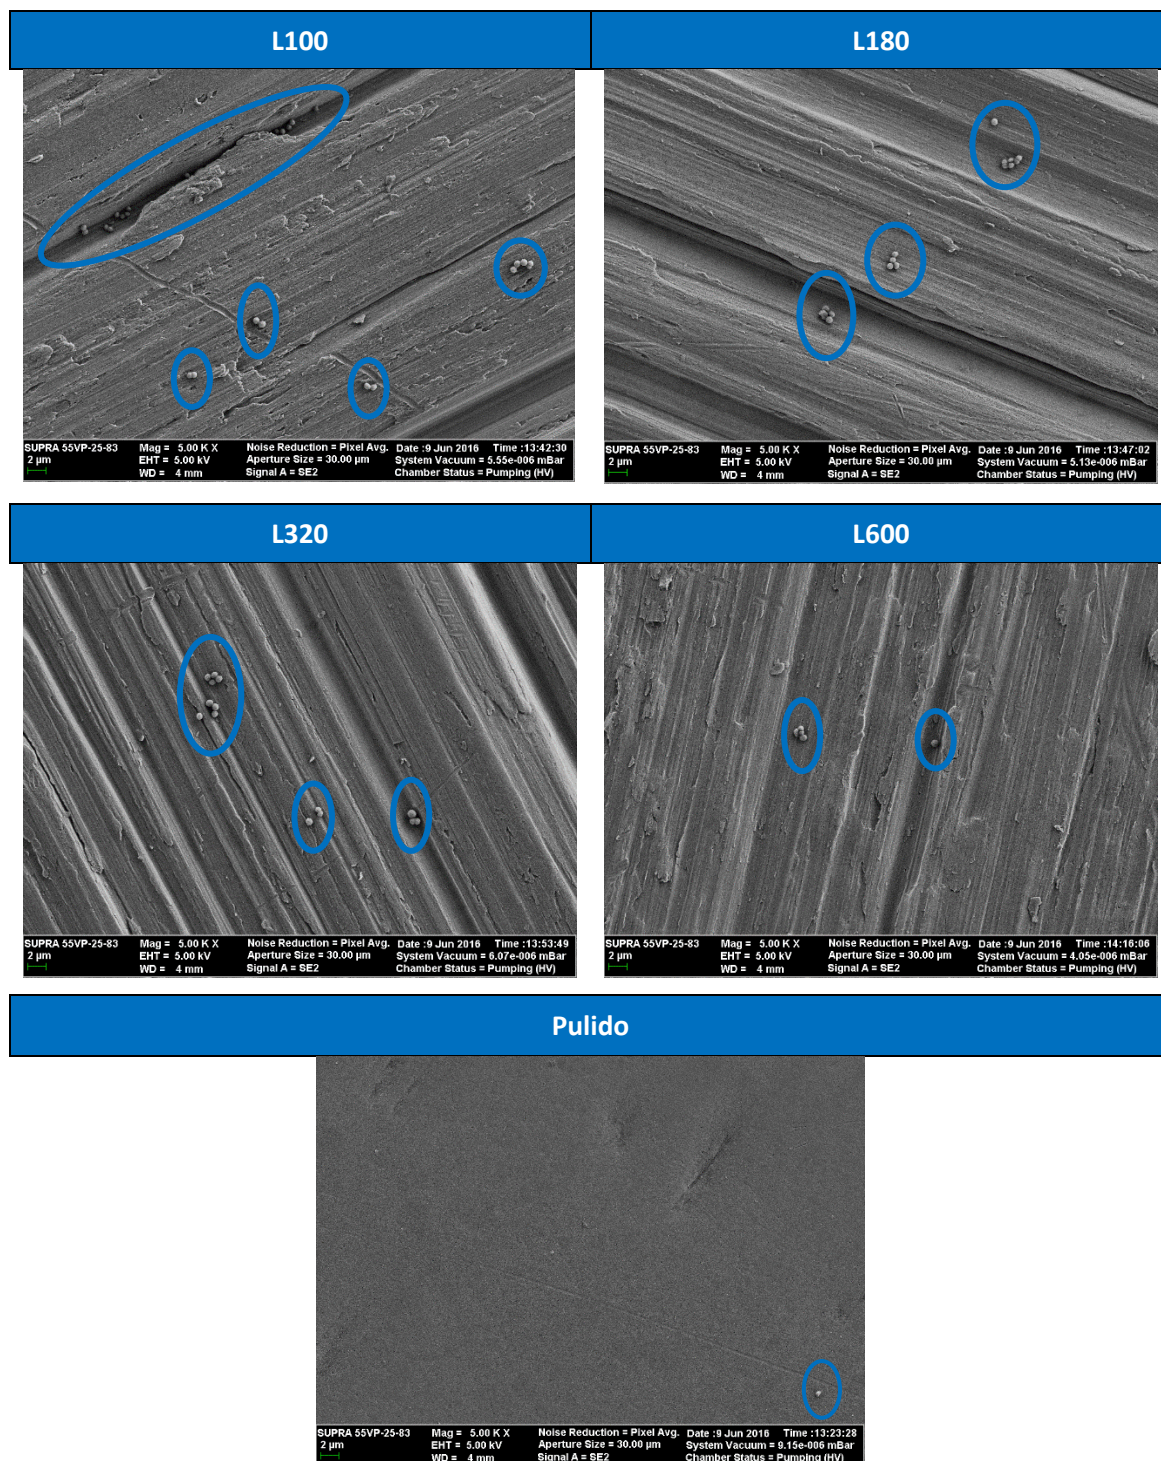 L100 L180
SUPRA 55VP-25-83 Mag = 5.00 K X Noise Reduction = Pixel Avg. Date :9 Jun 2016 Time :13:42:30
2 µm EHT = 5.00 kV Aperture Size = 30.00 µm System Vacuum = 5.55e-006 mBar
WD = 4 mm Signal A = SE2 Chamber Status = Pumping (HV)
SUPRA 55VP-25-83 Mag = 5.00 K X Noise Reduction = Pixel Avg. Date :9 Jun 2016 Time :13:47:02
2 µm EHT = 5.00 kV Aperture Size = 30.00 µm System Vacuum = 5.13e-006 mBar
WD = 4 mm Signal A = SE2 Chamber Status = Pumping (HV)
L320 L600
SUPRA 55VP-25-83 Mag = 5.00 K X Noise Reduction = Pixel Avg. Date :9 Jun 2016 Time :13:53:49
2 µm EHT = 5.00 kV Aperture Size = 30.00 µm System Vacuum = 6.07e-006 mBar
WD = 4 mm Signal A = SE2 Chamber Status = Pumping (HV)
SUPRA 55VP-25-83 Mag = 5.00 K X Noise Reduction = Pixel Avg. Date :9 Jun 2016 Time :14:16:06
2 µm EHT = 5.00 kV Aperture Size = 30.00 µm System Vacuum = 4.05e-006 mBar
WD = 4 mm Signal A = SE2 Chamber Status = Pumping (HV)
Pulido
SUPRA 55VP-25-83 Mag = 5.00 K X Noise Reduction = Pixel Avg. Date :9 Jun 2016 Time :13:23:28
2 µm EHT = 5.00 kV Aperture Size = 30.00 µm System Vacuum = 9.15e-006 mBar
WD = 4 mm Signal A = SE2 Chamber Status = Pumping (HV)